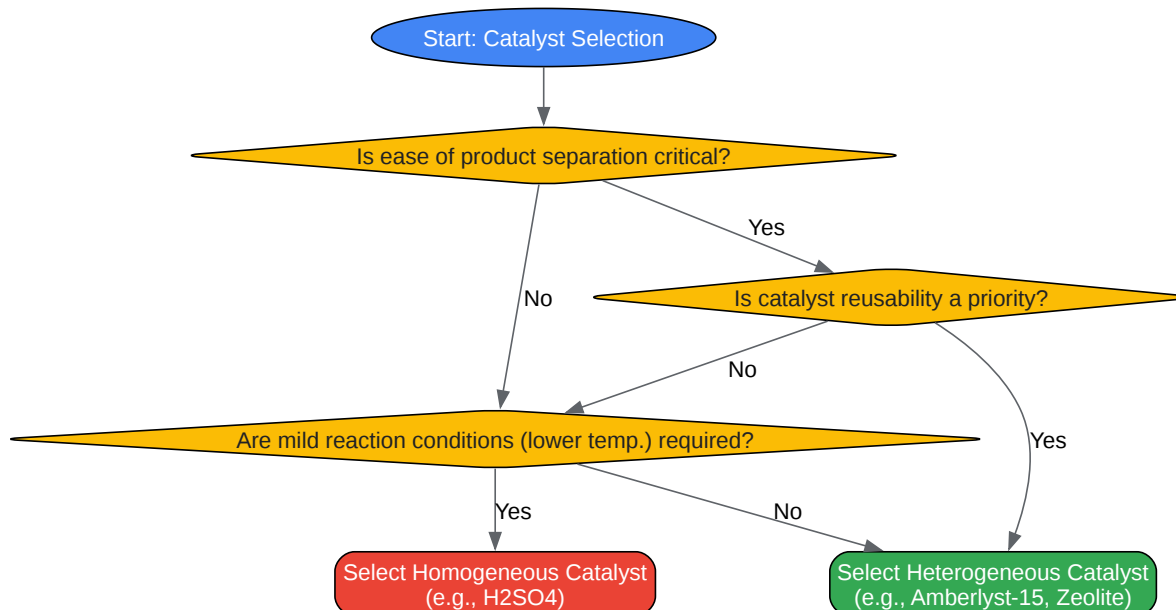 Start: Catalyst Selection
Is ease of product separation critical?
Yes
Is catalyst reusability a priority?
No
No
Are mild reaction conditions (lower temp.) required?
Yes
Yes
No
Select Homogeneous Catalyst
(e.g., H2SO4)
Select Heterogeneous Catalyst
(e.g., Amberlyst-15, Zeolite)